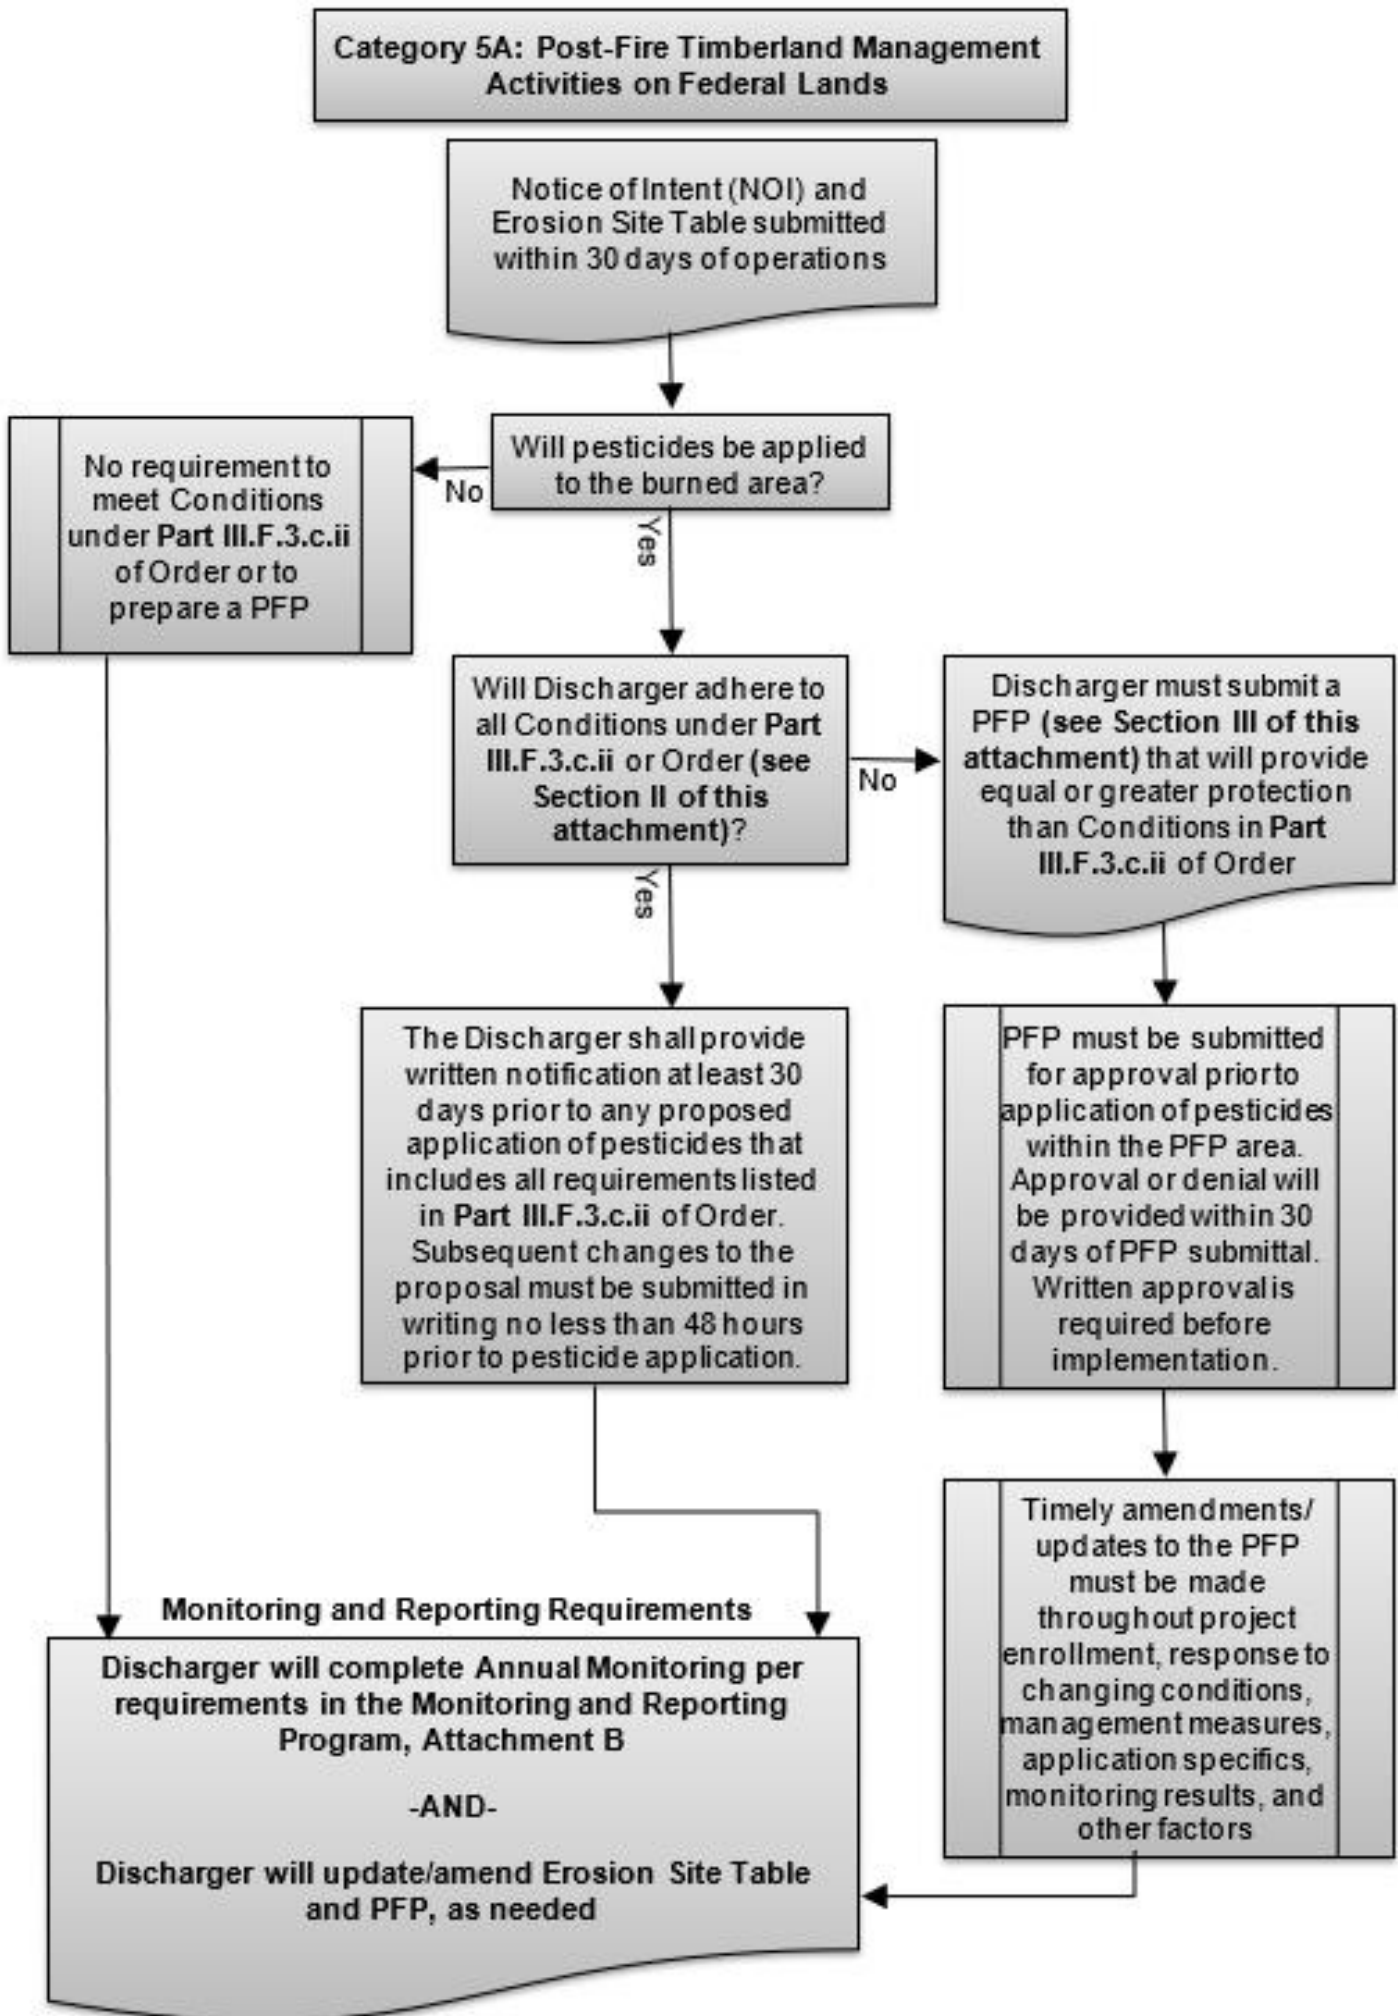 Category 5A: Post-Fire Timberland Management
Activities on Federal Lands
Notice of Intent (NOI) and
Erosion Site Table submitted
within 30 days of operations
Will pesticides be applied
to the burned area?
No
No requirement to
meet Conditions
under Part III.F.3.c.ii
of Order or to
prepare a PFP
Yes
Will Discharger adhere to
all Conditions under Part
III.F.3.c.ii or Order (see
Section II of this
attachment)?
No
Discharger must submit a
PFP (see Section III of this
attachment) that will provide
equal or greater protection
than Conditions in Part
III.F.3.c.ii of Order
Yes
The Discharger shall provide
written notification at least 30
days prior to any proposed
application of pesticides that
includes all requirements listed
in Part III.F.3.c.ii of Order.
Subsequent changes to the
proposal must be submitted in
writing no less than 48 hours
prior to pesticide application.
PFP must be submitted
for approval prior to
application of pesticides
within the PFP area.
Approval or denial will
be provided within 30
days of PFP submittal.
Written approval is
required before
implementation.
Timely amendments/
updates to the PFP
must be made
throughout project
enrollment, response to
changing conditions,
management measures,
application specifics,
monitoring results, and
other factors
Monitoring and Reporting Requirements
Discharger will complete Annual Monitoring per
requirements in the Monitoring and Reporting
Program, Attachment B
-AND-
Discharger will update/amend Erosion Site Table
and PFP, as needed